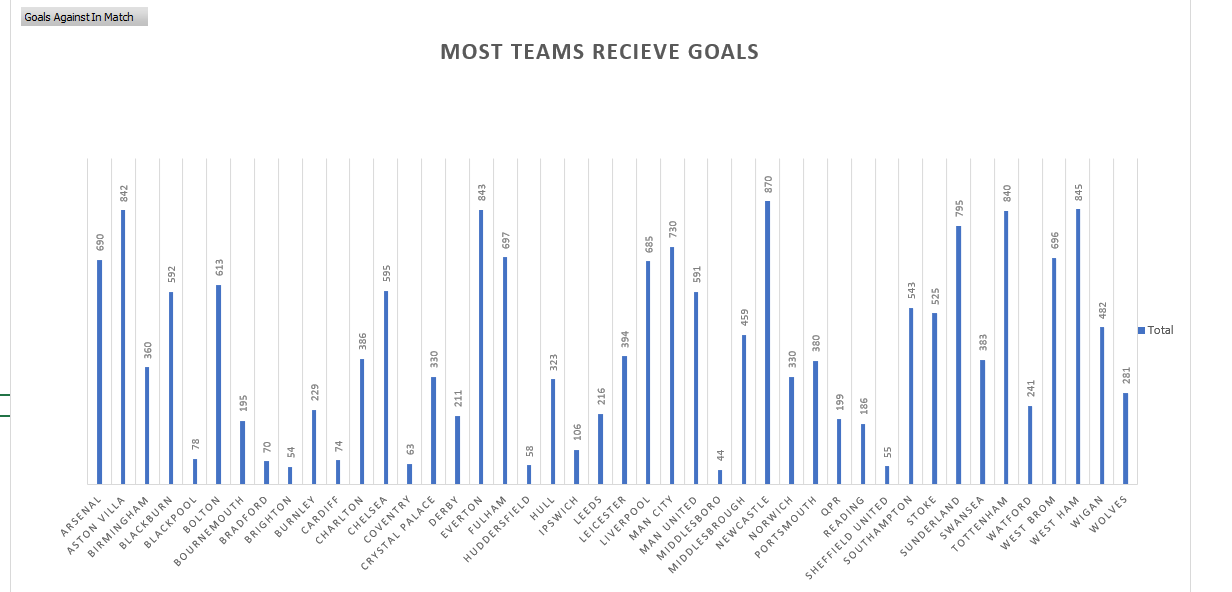 Goals Against In Match
MOST TEAMS RECIEVE GOALS
690
842
360
592
78
613
195
70
54
229
74
386
595
63
330
211
843
697
58
323
106
216
394
685
730
591
44
459
870
330
380
199
186
55
543
525
795
383
840
241
696
845
482
281
Total
ARSENAL
ASTON VILLA
BIRMINGHAM
BLACKBURN
BLACKPOOL
BOLTON
BOURNEMOUTH
BRADFORD
BRIGHTON
BURNLEY
CARDIFF
CHARLTON
CHELSEA
COVENTRY
CRYSTAL PALACE
DERBY
EVERTON
FULHAM
HUDDERSFIELD
HULL
IPSWICH
LEEDS
LEICESTER
LIVERPOOL
MAN CITY
MAN UNITED
MIDDLESBORO
MIDDLESBROUGH
NEWCASTLE
NORWICH
PORTSMOUTH
QPR
READING
SHEFFIELD UNITED
SOUTHAMPTON
STOKE
SUNDERLAND
SWANSEA
TOTTENHAM
WATFORD
WEST BROM
WEST HAM
WIGAN
WOLVES